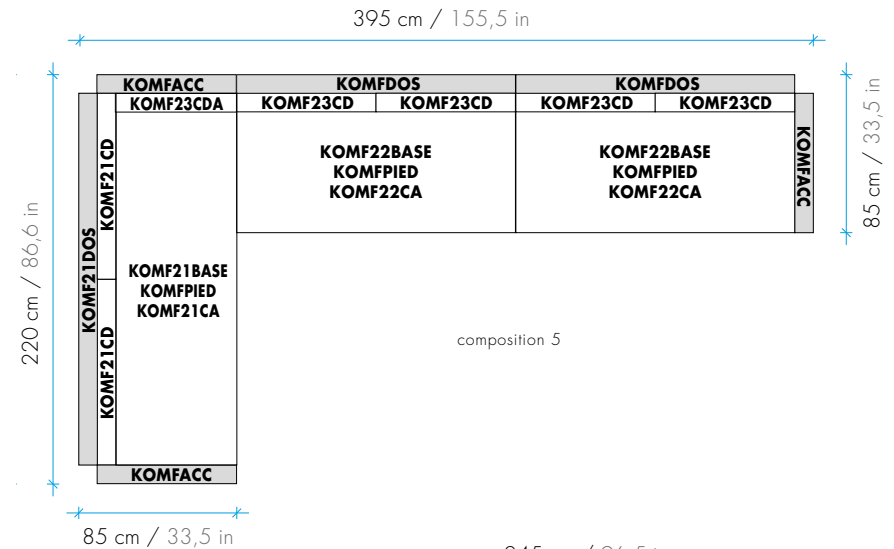 395 cm / 155,5 in
KOMFACC
KOMFDOS
KOMFDOS
KOMF23CDA
KOMF23CD
KOMF23CD
KOMF23CD
KOMF23CD
KOMF21CD
KOMF22BASE
KOMFPIED
KOMF22CA
KOMF22BASE
KOMFPIED
KOMF22CA
KOMFACC
85 cm / 33,5 in
220 cm / 86,6 in
KOMF21DOS
KOMF21BASE
KOMFPIED
KOMF21CA
KOMF21CD
composition 5
KOMFACC
85 cm / 33,5 in